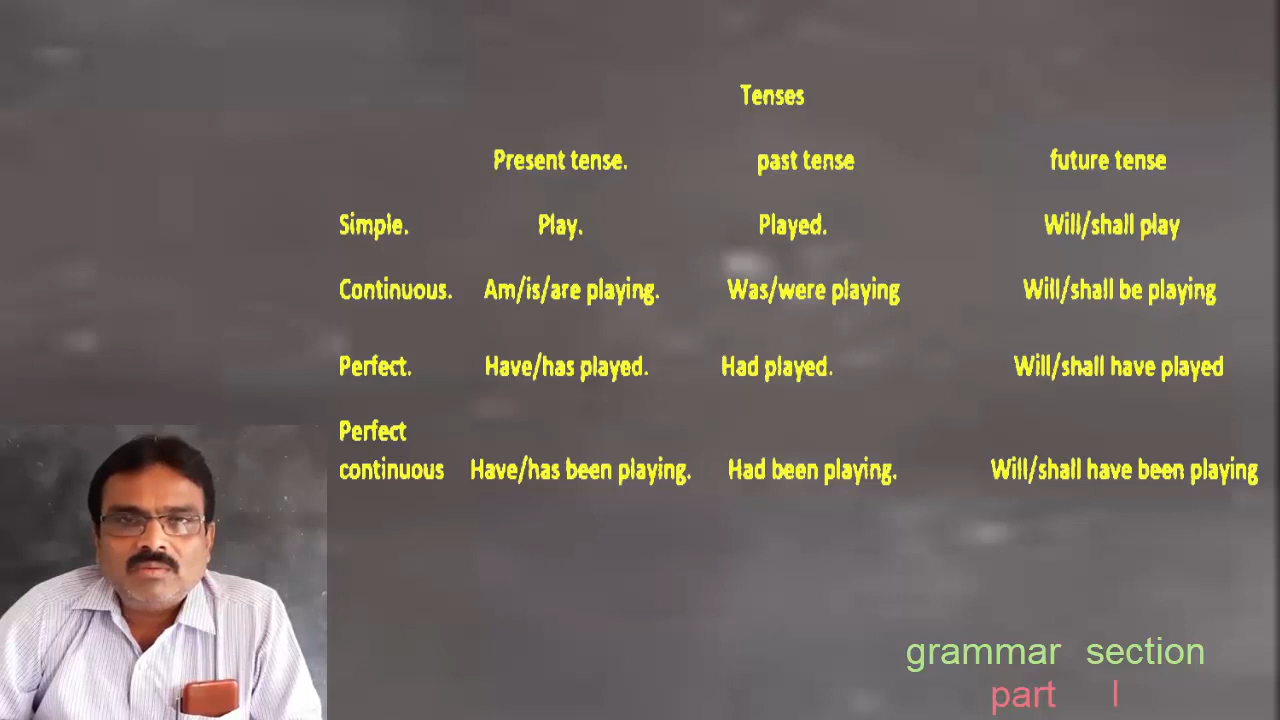 Tenses
Present tense. past tense future tense
Simple. Play. Played. Will/shall play
Continuous. Am/is/are playing. Was/were playing Will/shall be playing
Perfect. Have/has played. Had played. Will/shall have played
Perfect
continuous Have/has been playing. Had been playing. Will/shall have been playing
grammar section
part I